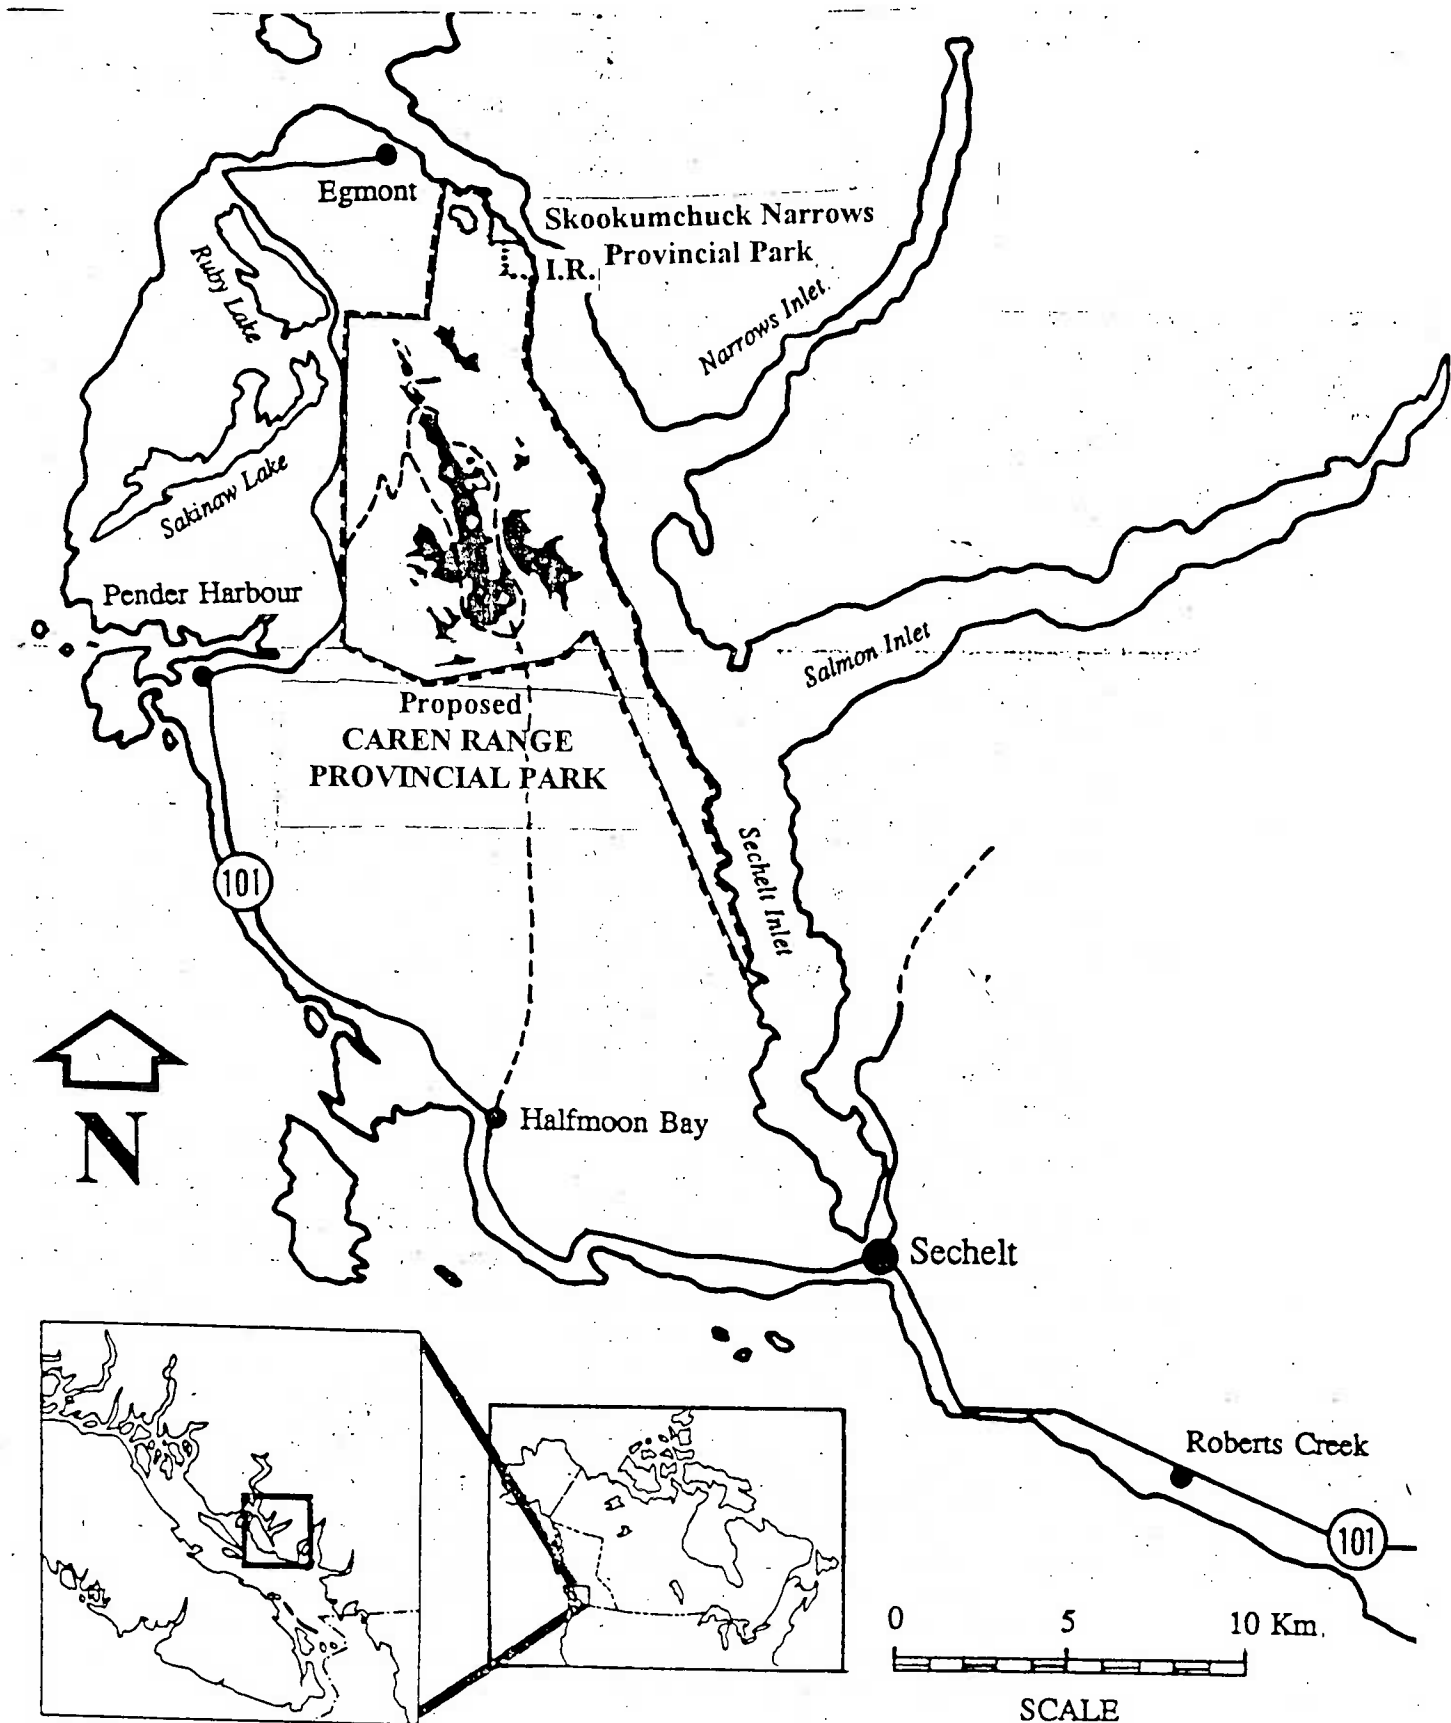 Egmont
Skookumchuck Narrows
Provincial Park
I.R.
Ruby Lake
Narrows Inlet
Sakinaw Lake
Pender Harbour
Salmon Inlet
Proposed
CAREN RANGE
PROVINCIAL PARK
Sechelt Inlet
101
N
Halfmoon Bay
Sechelt
Roberts Creek
101
0 5 10 Km.
SCALE